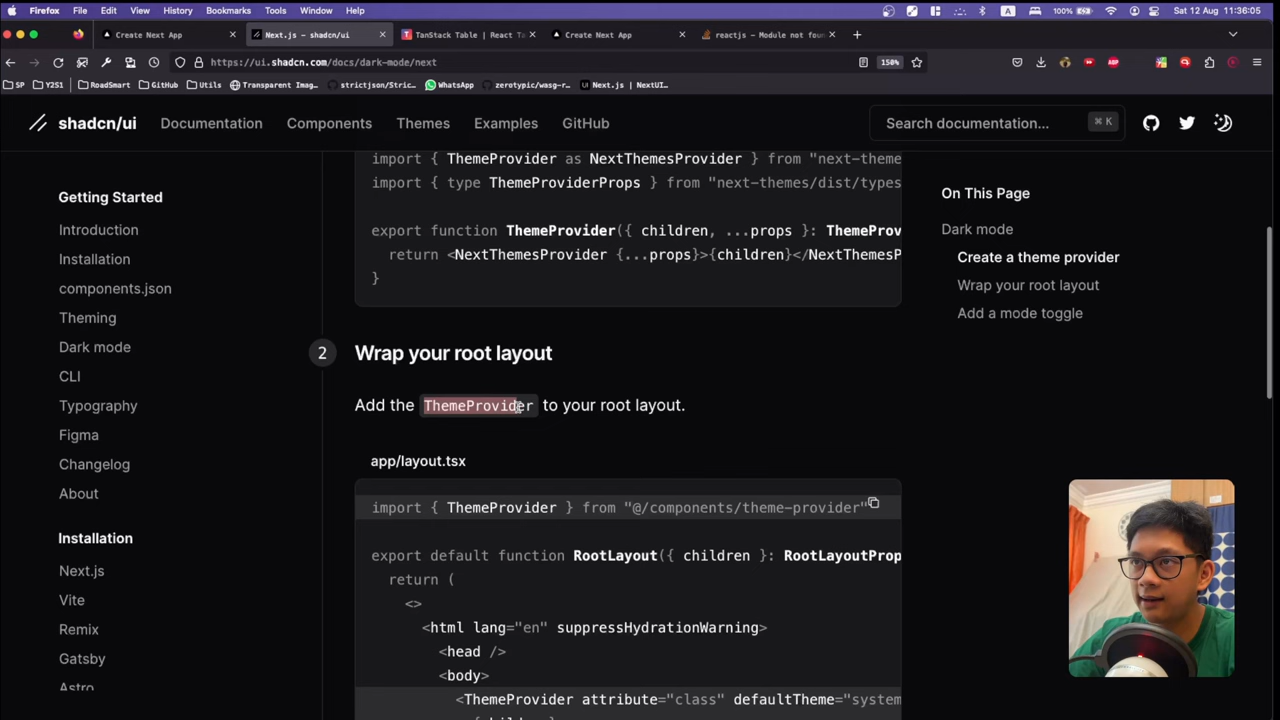 Firefox File Edit View History Bookmarks Tools Window Help A 100% Sat 12 Aug 11:36:05
Create Next App × Next.js – shadcn/ui × TanStack Table | React Ta × Create Next App × reactjs - Module not foun × +
https://ui.shadcn.com/docs/dark-mode/next 150%
SP Y2S1 RoadSmart GitHub Utils Transparent Imag... strictjson/Stric... WhatsApp zerotypic/wasg-r... Next.js | NextUI...
shadcn/ui Documentation Components Themes Examples GitHub Search documentation... ⌘ K
import { ThemeProvider as NextThemesProvider } from "next-theme
import { type ThemeProviderProps } from "next-themes/dist/types
export function ThemeProvider({ children, ...props }: ThemeProv
return <NextThemesProvider {...props}>{children}</NextThemesP
}
2 Wrap your root layout
Add the ThemeProvider to your root layout.
app/layout.tsx
import { ThemeProvider } from "@/components/theme-provider"
export default function RootLayout({ children }: RootLayoutProp
return (
<>
<html lang="en" suppressHydrationWarning>
<head />
<body>
<ThemeProvider attribute="class" defaultTheme="system
{children}
Getting Started
Introduction
Installation
components.json
Theming
Dark mode
CLI
Typography
Figma
Changelog
About
Installation
Next.js
Vite
Remix
Gatsby
Astro
On This Page
Dark mode
Create a theme provider
Wrap your root layout
Add a mode toggle